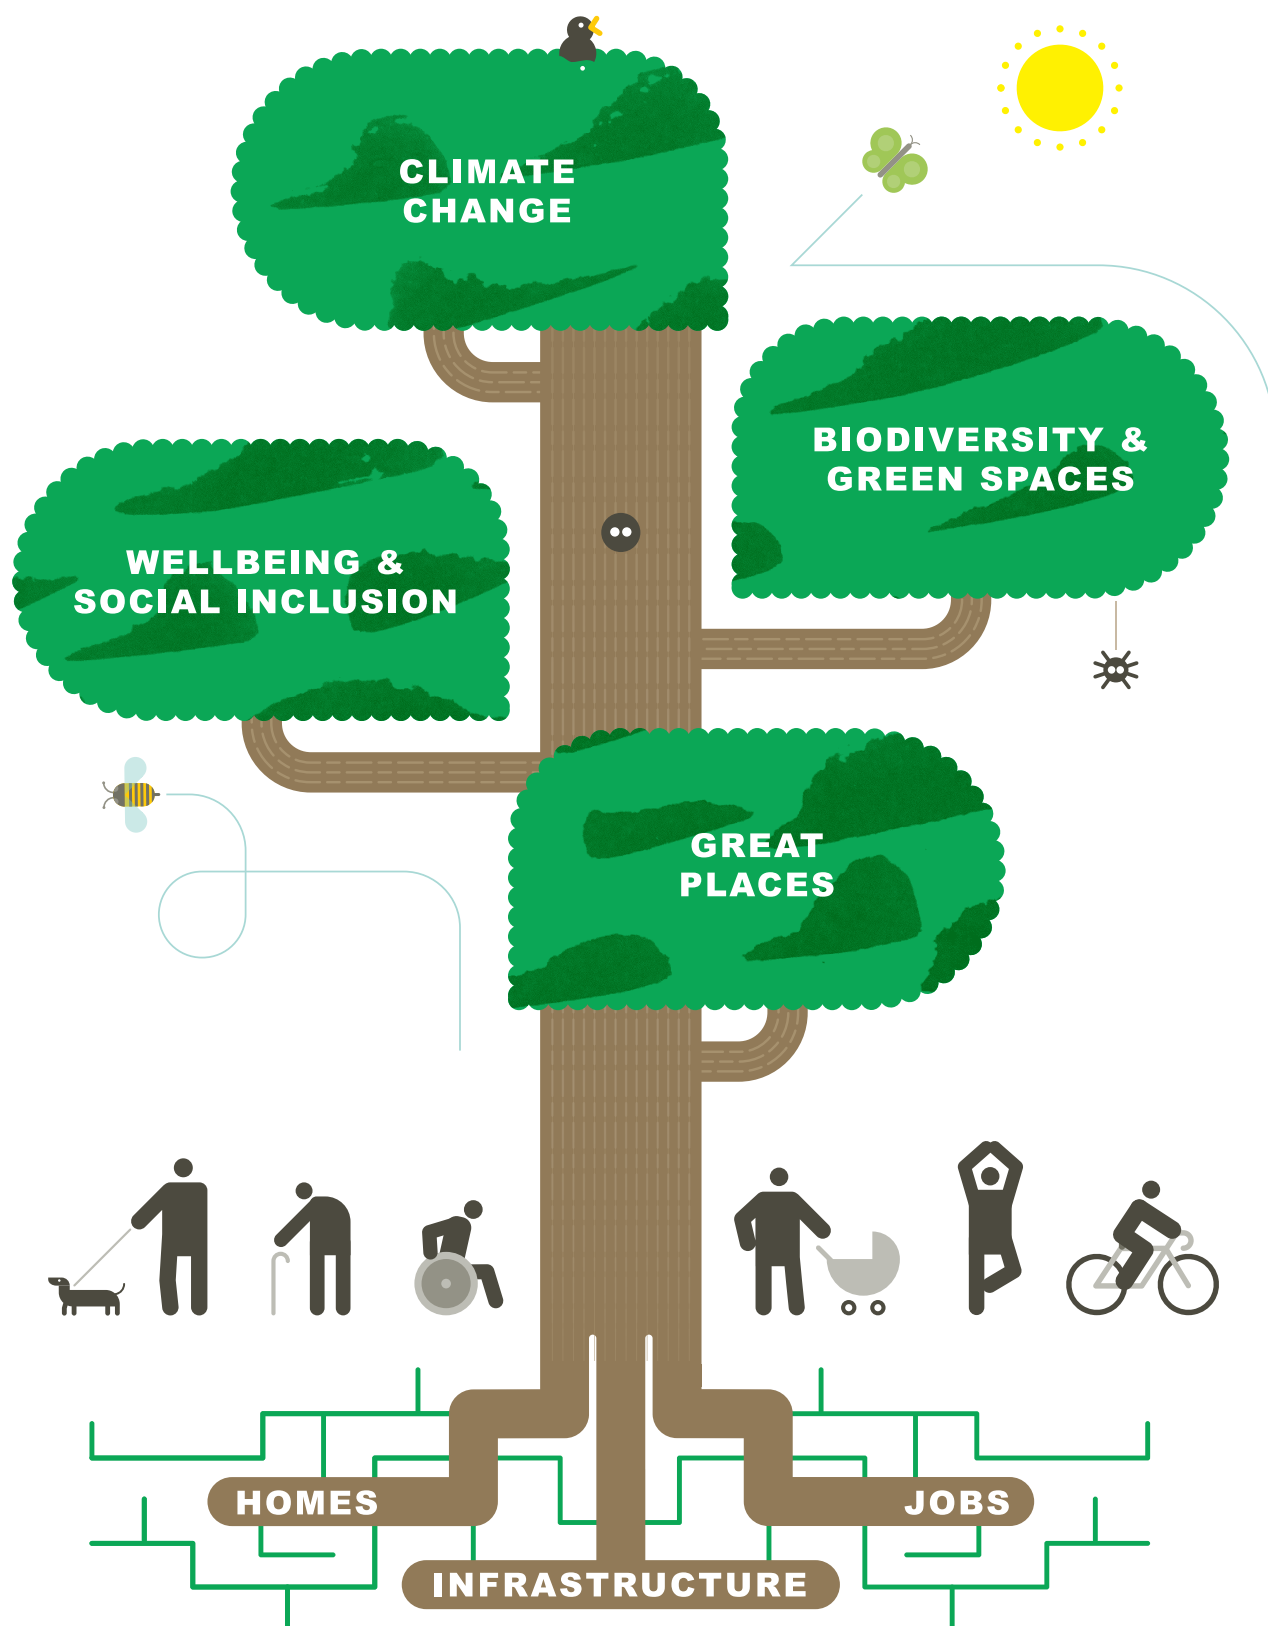 CLIMATE
CHANGE
BIODIVERSITY &
GREEN SPACES
WELLBEING &
SOCIAL INCLUSION
GREAT
PLACES
HOMES
JOBS
INFRASTRUCTURE